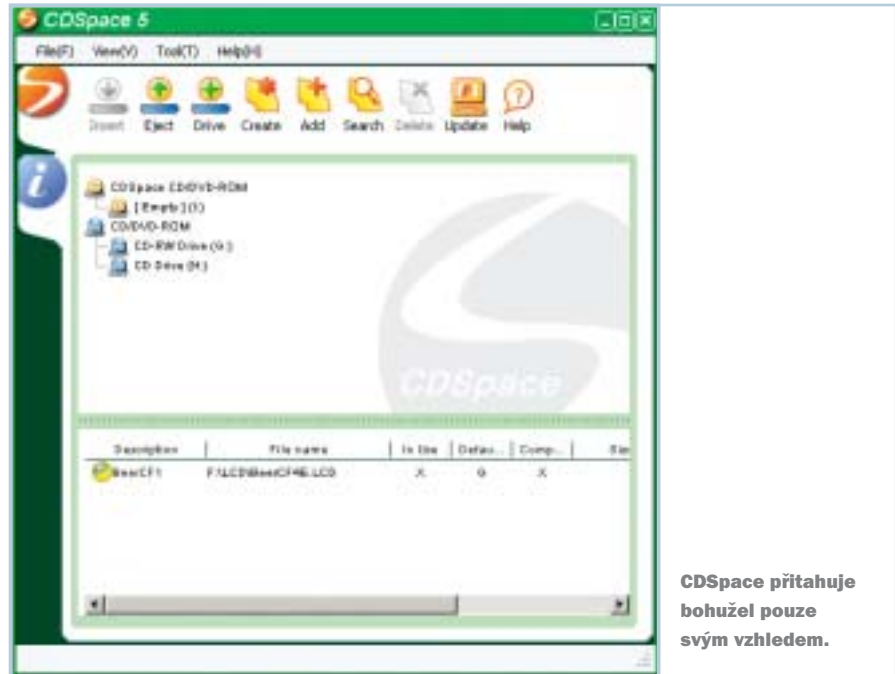 CDSpace 5
File(F) View(V) Tool(T) Help(H)
Insert Eject Drive Create Add Search Delete Update Help
CDSpace CD/DVD-ROM
[Empty] (I:)
CD/DVD-ROM
CD-RW Drive (G:)
CD Drive (H:)
CDSpace
Description File name In Use Defau... Comp...
X G X
CDSpace přitahuje
bohužel pouze
svým vzhledem.